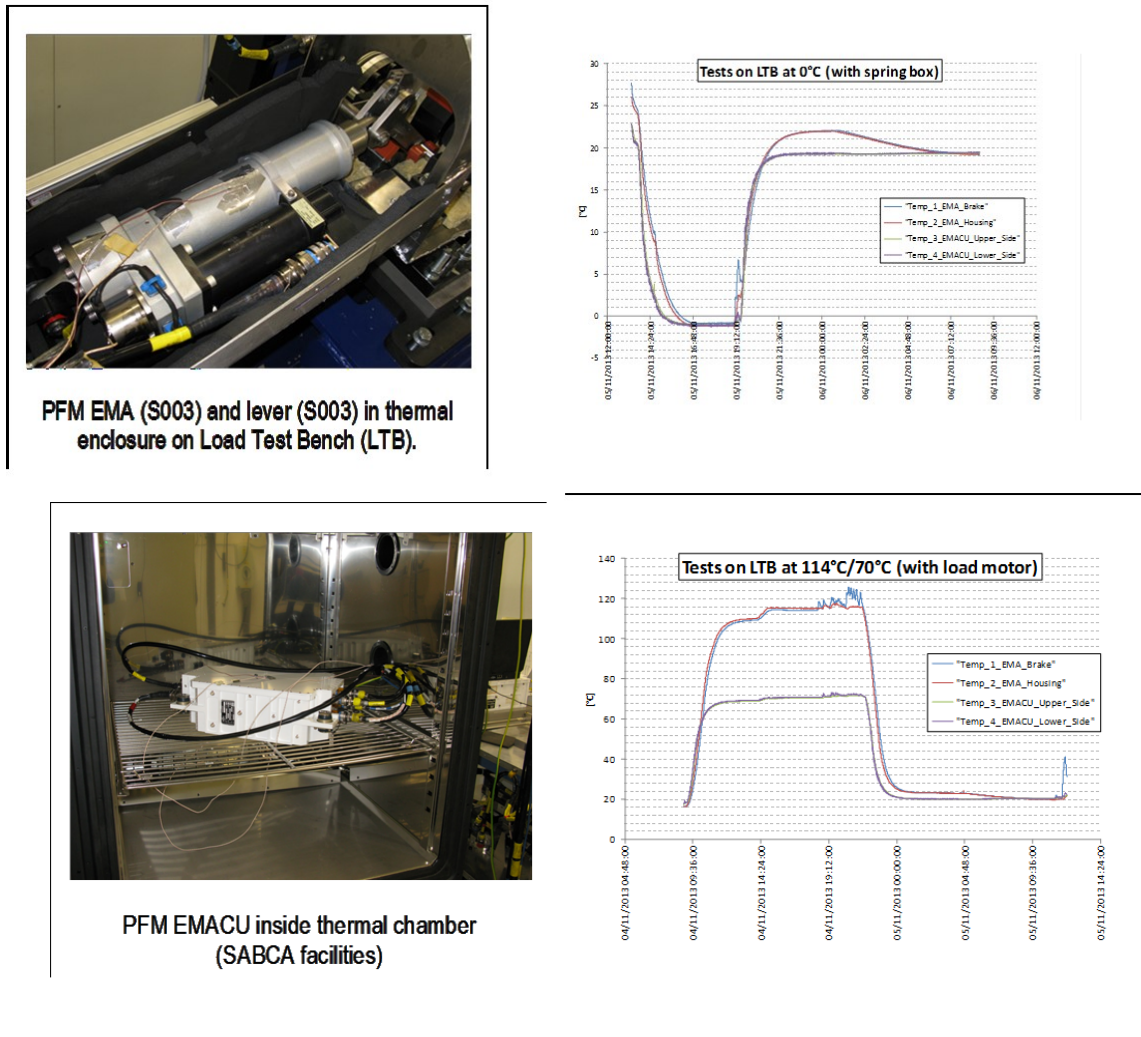 PFM EMA (S003) and lever (S003) in thermal
enclosure on Load Test Bench (LTB).
Tests on LTB at 0°C (with spring box)
30
25
20
15
10
5
0
-5
[°C]
"Temp_1_EMA_Brake"
"Temp_2_EMA_Housing"
"Temp_3_EMACU_Upper_Side"
"Temp_4_EMACU_Lower_Side"
05/11/2013 12:00:00
05/11/2013 14:24:00
05/11/2013 16:48:00
05/11/2013 19:12:00
05/11/2013 21:36:00
06/11/2013 00:00:00
06/11/2013 02:24:00
06/11/2013 04:48:00
06/11/2013 07:12:00
06/11/2013 09:36:00
06/11/2013 12:00:00
PFM EMACU inside thermal chamber
(SABCA facilities)
Tests on LTB at 114°C/70°C (with load motor)
140
120
100
80
60
40
20
0
[°C]
"Temp_1_EMA_Brake"
"Temp_2_EMA_Housing"
"Temp_3_EMACU_Upper_Side"
"Temp_4_EMACU_Lower_Side"
04/11/2013 04:48:00
04/11/2013 09:36:00
04/11/2013 14:24:00
04/11/2013 19:12:00
05/11/2013 00:00:00
05/11/2013 04:48:00
05/11/2013 09:36:00
05/11/2013 14:24:00